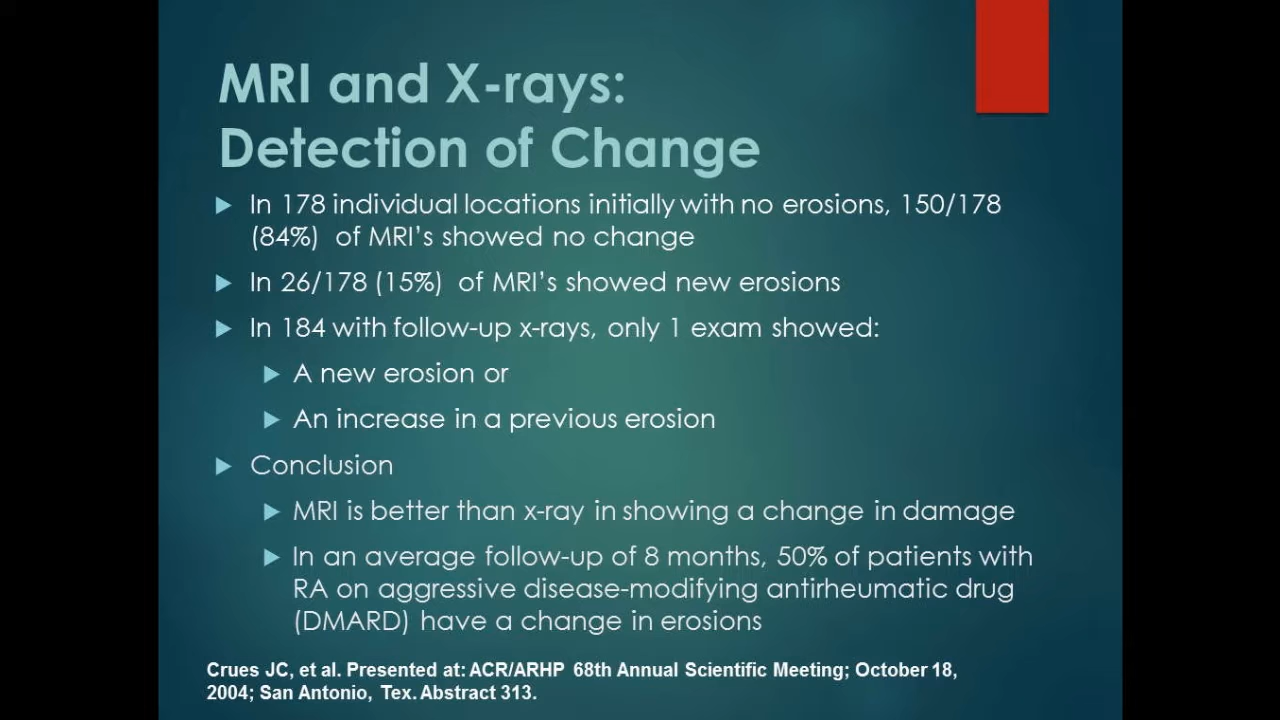 MRI and X-rays:
Detection of Change
In 178 individual locations initially with no erosions, 150/178
(84%) of MRI's showed no change
In 26/178 (15%) of MRI's showed new erosions
In 184 with follow-up x-rays, only 1 exam showed:
A new erosion or
An increase in a previous erosion
Conclusion
MRI is better than x-ray in showing a change in damage
In an average follow-up of 8 months, 50% of patients with
RA on aggressive disease-modifying antirheumatic drug
(DMARD) have a change in erosions
Crues JC, et al. Presented at: ACR/ARHP 68th Annual Scientific Meeting; October 18,
2004; San Antonio, Tex. Abstract 313.